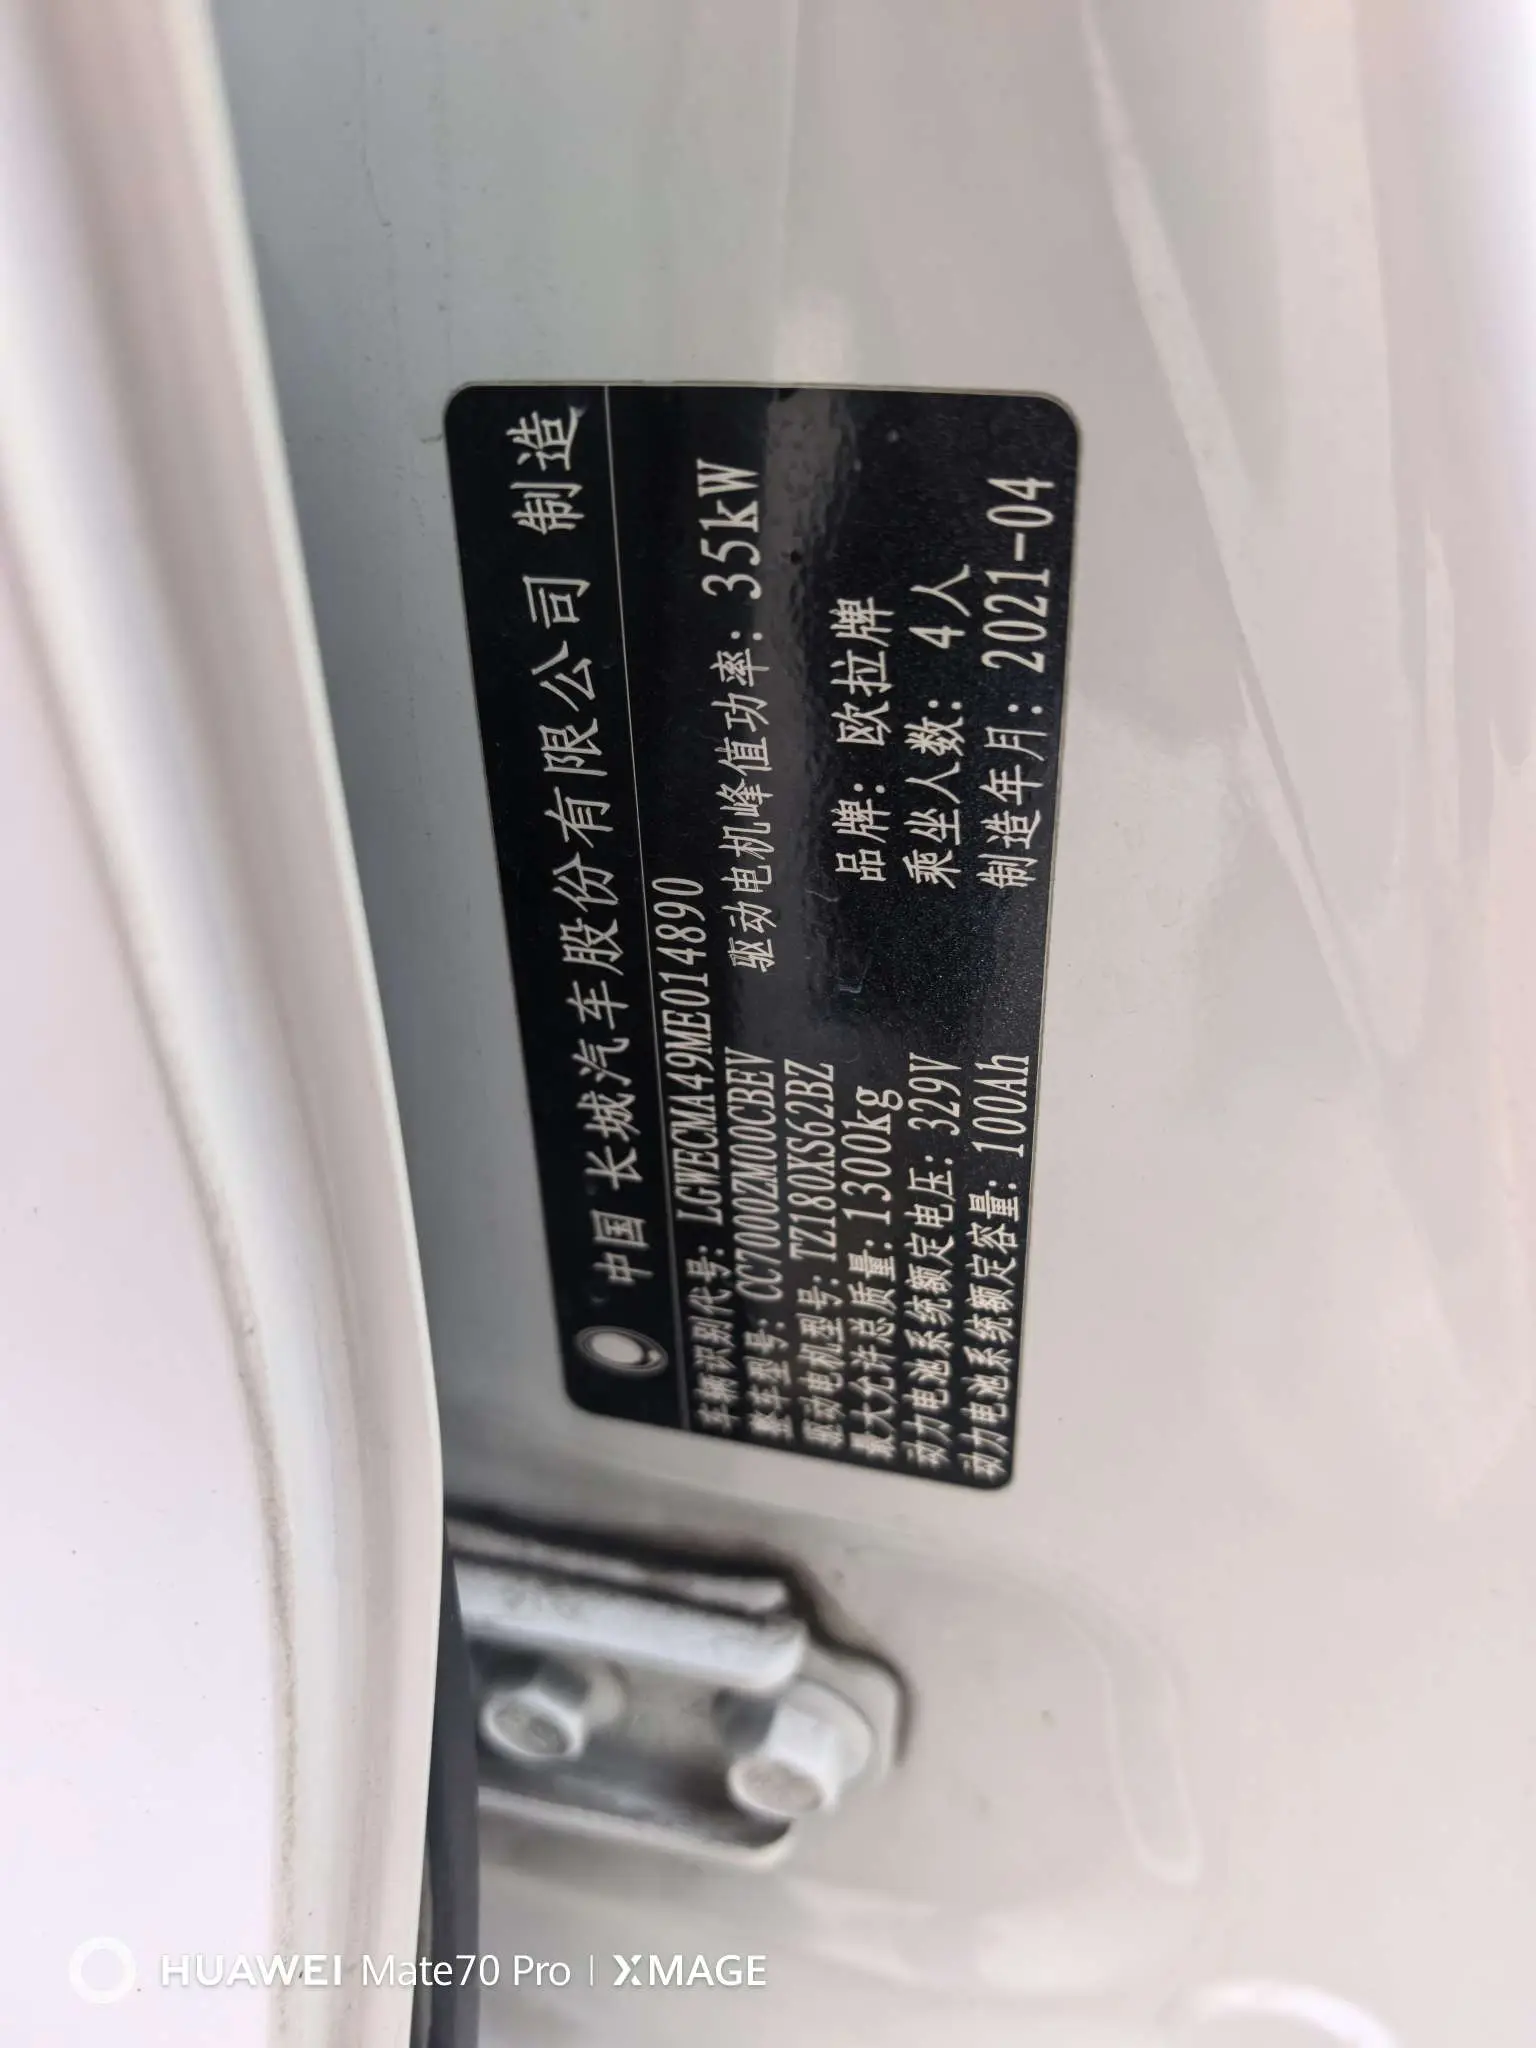 中国 长城汽车股份有限公司 制造
车辆识别代号：LGWECMA49ME014890
整车型号：CC7000ZM00CBEV
驱动电机型号：TZ180XS62BZ
驱动电机峰值功率：35kW
最大允许总质量：1300kg
品牌：欧拉牌
动力电池系统额定电压：329V
乘坐人数：4人
动力电池系统额定容量：100Ah
制造年月：2021-04
HUAWEI Mate70 Pro | XMAGE